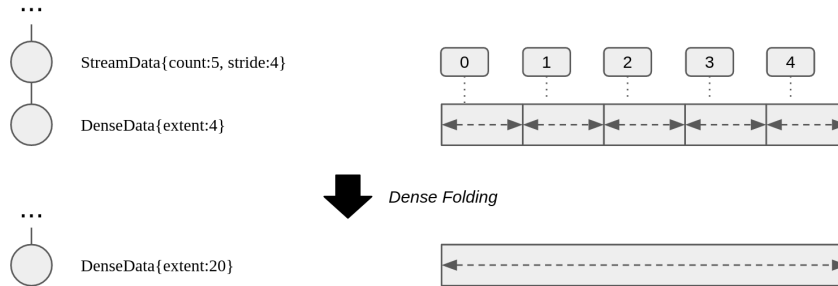 ...
StreamData{count:5, stride:4}
0 1 2 3 4
DenseData{extent:4}
Dense Folding
...
DenseData{extent:20}